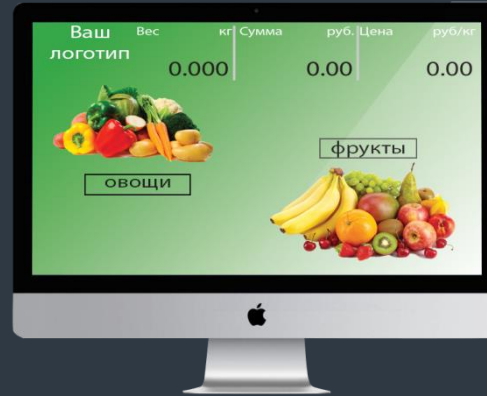 Ваш
логотип
Вес кг Сумма руб. Цена руб/кг
0.000 0.00 0.00
фрукты
овощи